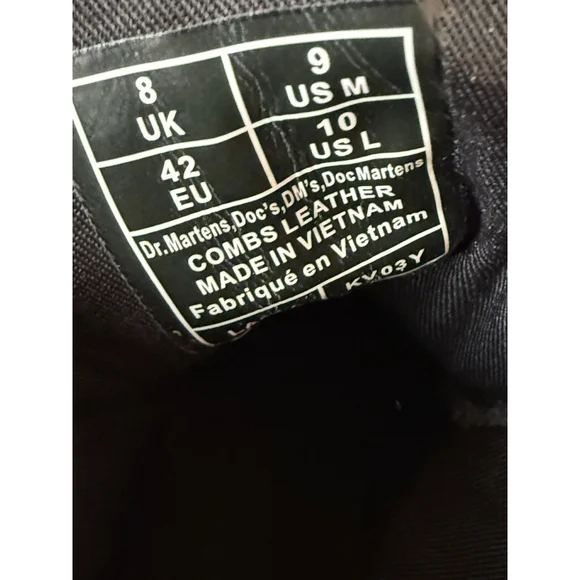 8 UK
9 US M
42 EU
10 US L
Dr.Martens,Doc's,DM's,DocMartens
COMBS LEATHER
MADE IN VIETNAM
Fabriqué en Vietnam
KY03Y